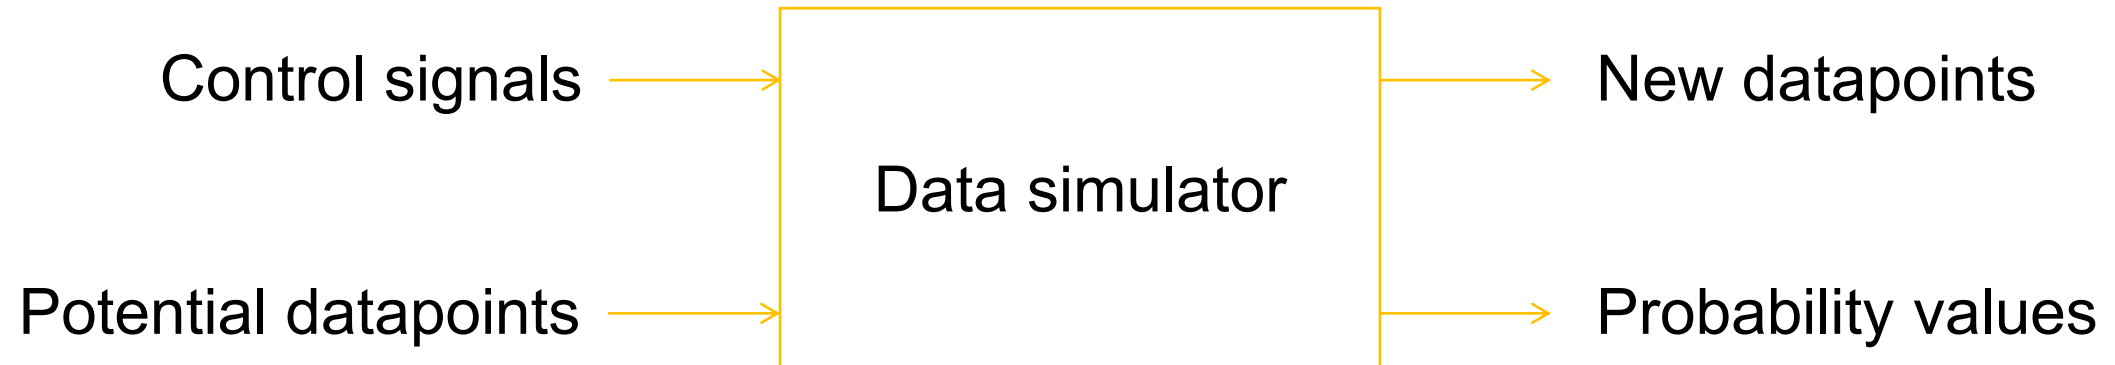 Control signals
New datapoints
Data simulator
Potential datapoints
Probability values